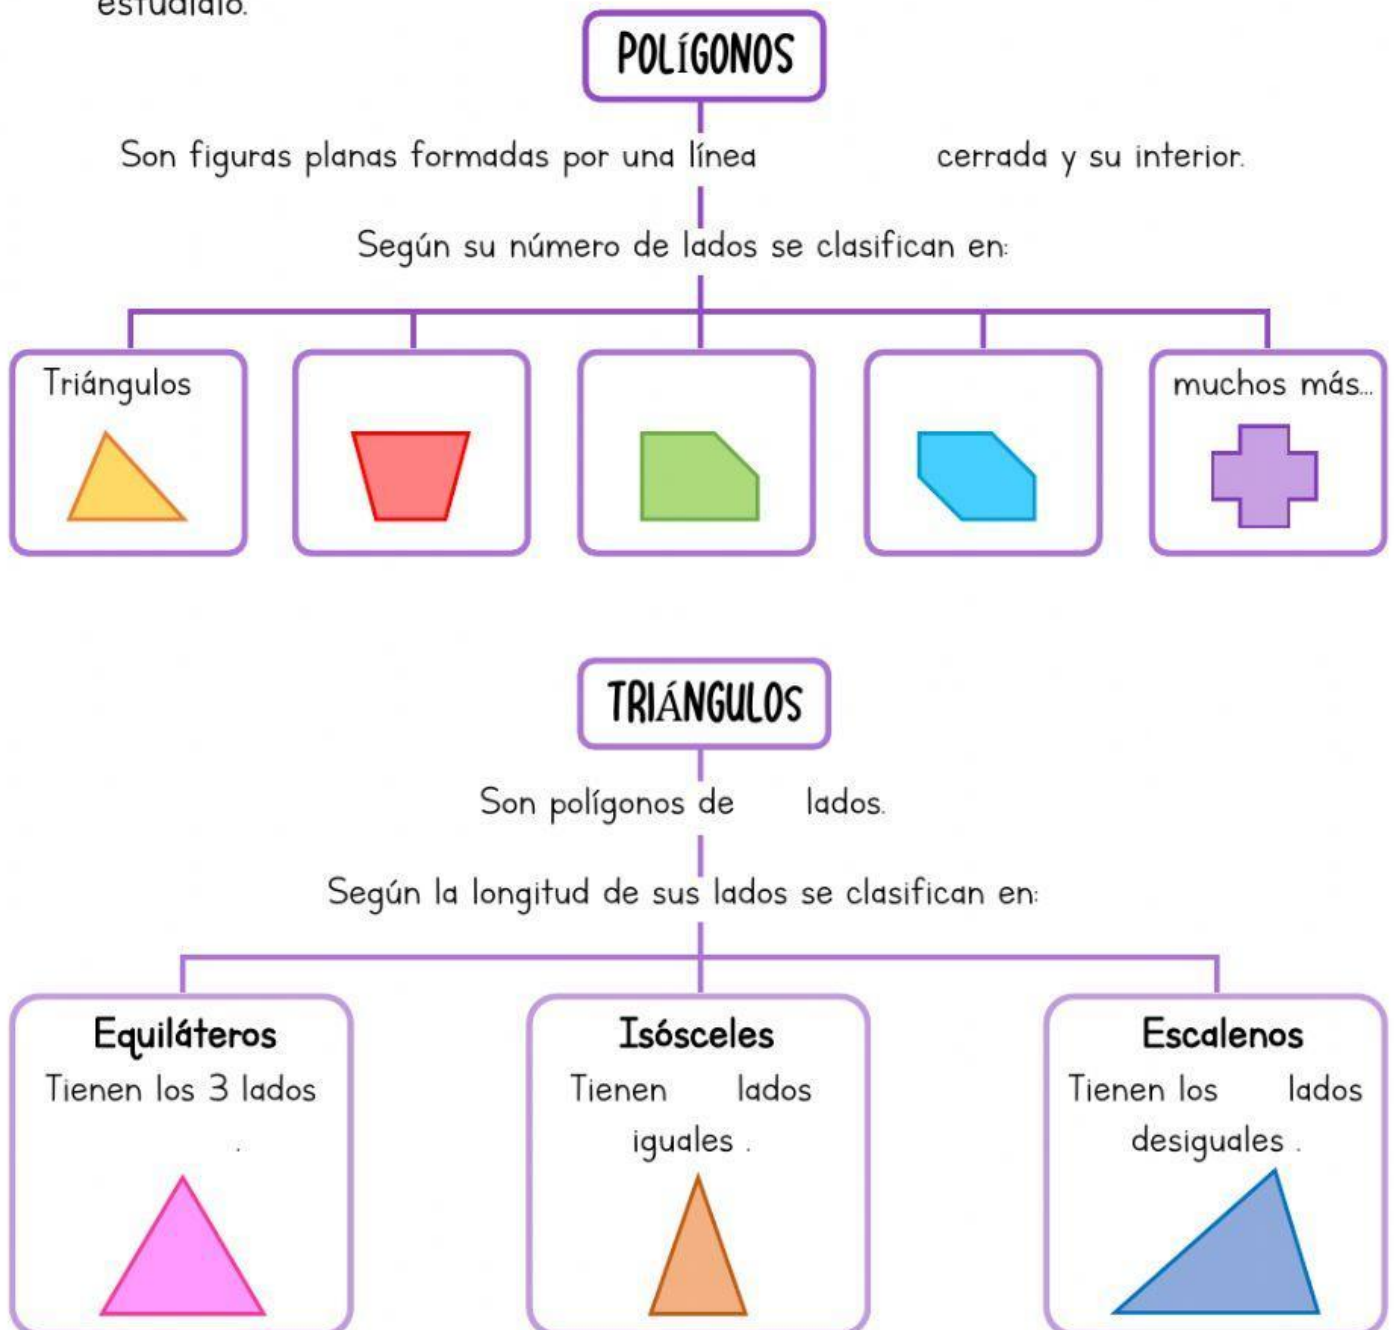 estúdialo.
POLÍGONOS
Son figuras planas formadas por una línea cerrada y su interior.
Según su número de lados se clasifican en:
Triángulos
muchos más...
TRIÁNGULOS
Son polígonos de lados.
Según la longitud de sus lados se clasifican en:
Equiláteros
Tienen los 3 lados
.
Isósceles
Tienen lados
iguales .
Escalenos
Tienen los lados
desiguales .